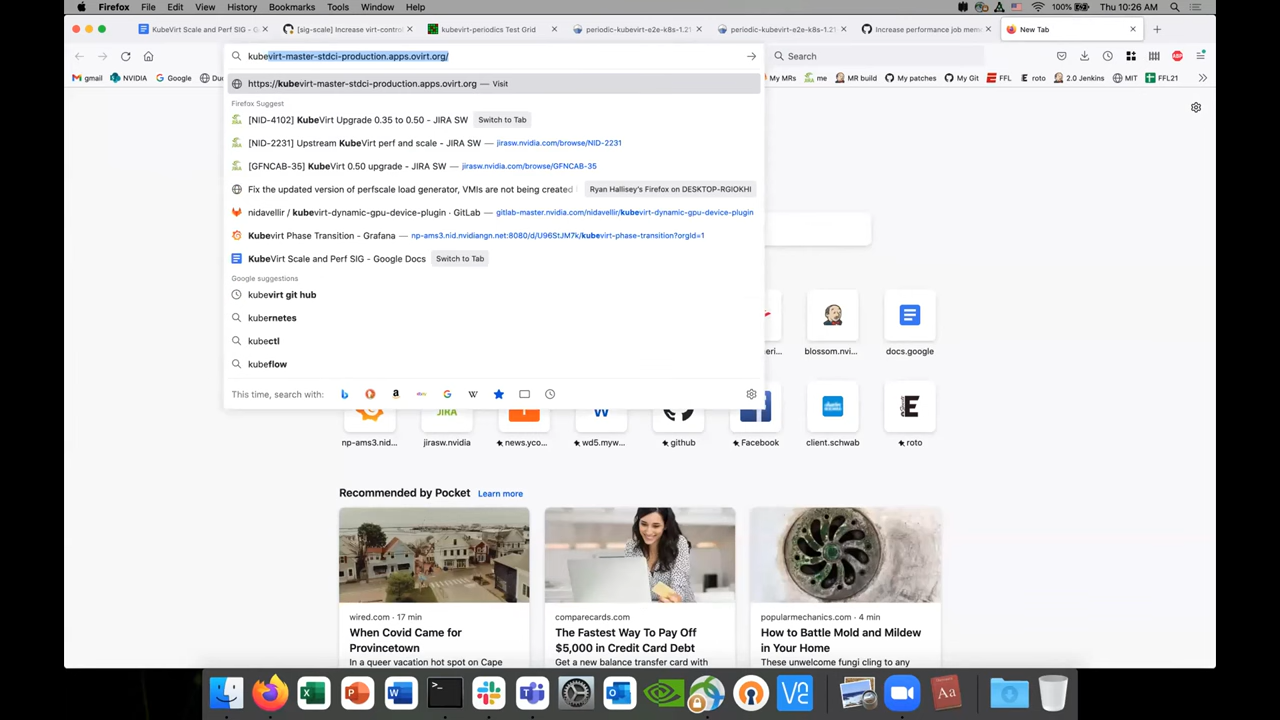 Firefox File Edit View History Bookmarks Tools Window Help 100% Thu 10:26 AM
KubeVirt Scale and Perf SIG - G [sig-scale] Increase virt-control kubevirt-periodics Test Grid periodic-kubevirt-e2e-k8s-1.21 periodic-kubevirt-e2e-k8s-1.21 Increase performance job mem New Tab
kubevirt-master-stdci-production.apps.ovirt.org/ Search
gmail NVIDIA Google My MRs me MR build My patches My Git FFL eng roto 2.0 Jenkins MIT FFL21
https://kubevirt-master-stdci-production.apps.ovirt.org — Visit
Firefox Suggest
[NID-4102] KubeVirt Upgrade 0.35 to 0.50 - JIRA SW Switch to Tab
[NID-2231] Upstream KubeVirt perf and scale - JIRA SW — jirasw.nvidia.com/browse/NID-2231
[GFNCAB-35] KubeVirt 0.50 upgrade - JIRA SW — jirasw.nvidia.com/browse/GFNCAB-35
Fix the updated version of perfscale load generator, VMIs are not being created Ryan Hallisey's Firefox on DESKTOP-RGIOKHI
nidavellir / kubevirt-dynamic-gpu-device-plugin · GitLab — gitlab-master.nvidia.com/nidavellir/kubevirt-dynamic-gpu-device-plugin
Kubevirt Phase Transition - Grafana — np-ams3.nid.nvidiangn.net:8080/d/U96StJM7k/kubevirt-phase-transition?orgId=1
KubeVirt Scale and Perf SIG - Google Docs Switch to Tab
Google suggestions
kubevirt git hub
kubernetes
kubectl
kubeflow
blossom.nvi... docs.google
This time, search with:
np-ams3.nid... jirasw.nvidia news.yco... wd5.myw... github Facebook client.schwab roto
Recommended by Pocket Learn more
wired.com · 17 min
When Covid Came for
Provincetown
In a queer vacation hot spot on Cape
comparecards.com
The Fastest Way To Pay Off
$5,000 in Credit Card Debt
Get a new balance transfer card with
popularmechanics.com · 4 min
How to Battle Mold and Mildew
in Your Home
These unwelcome fungi cling to any